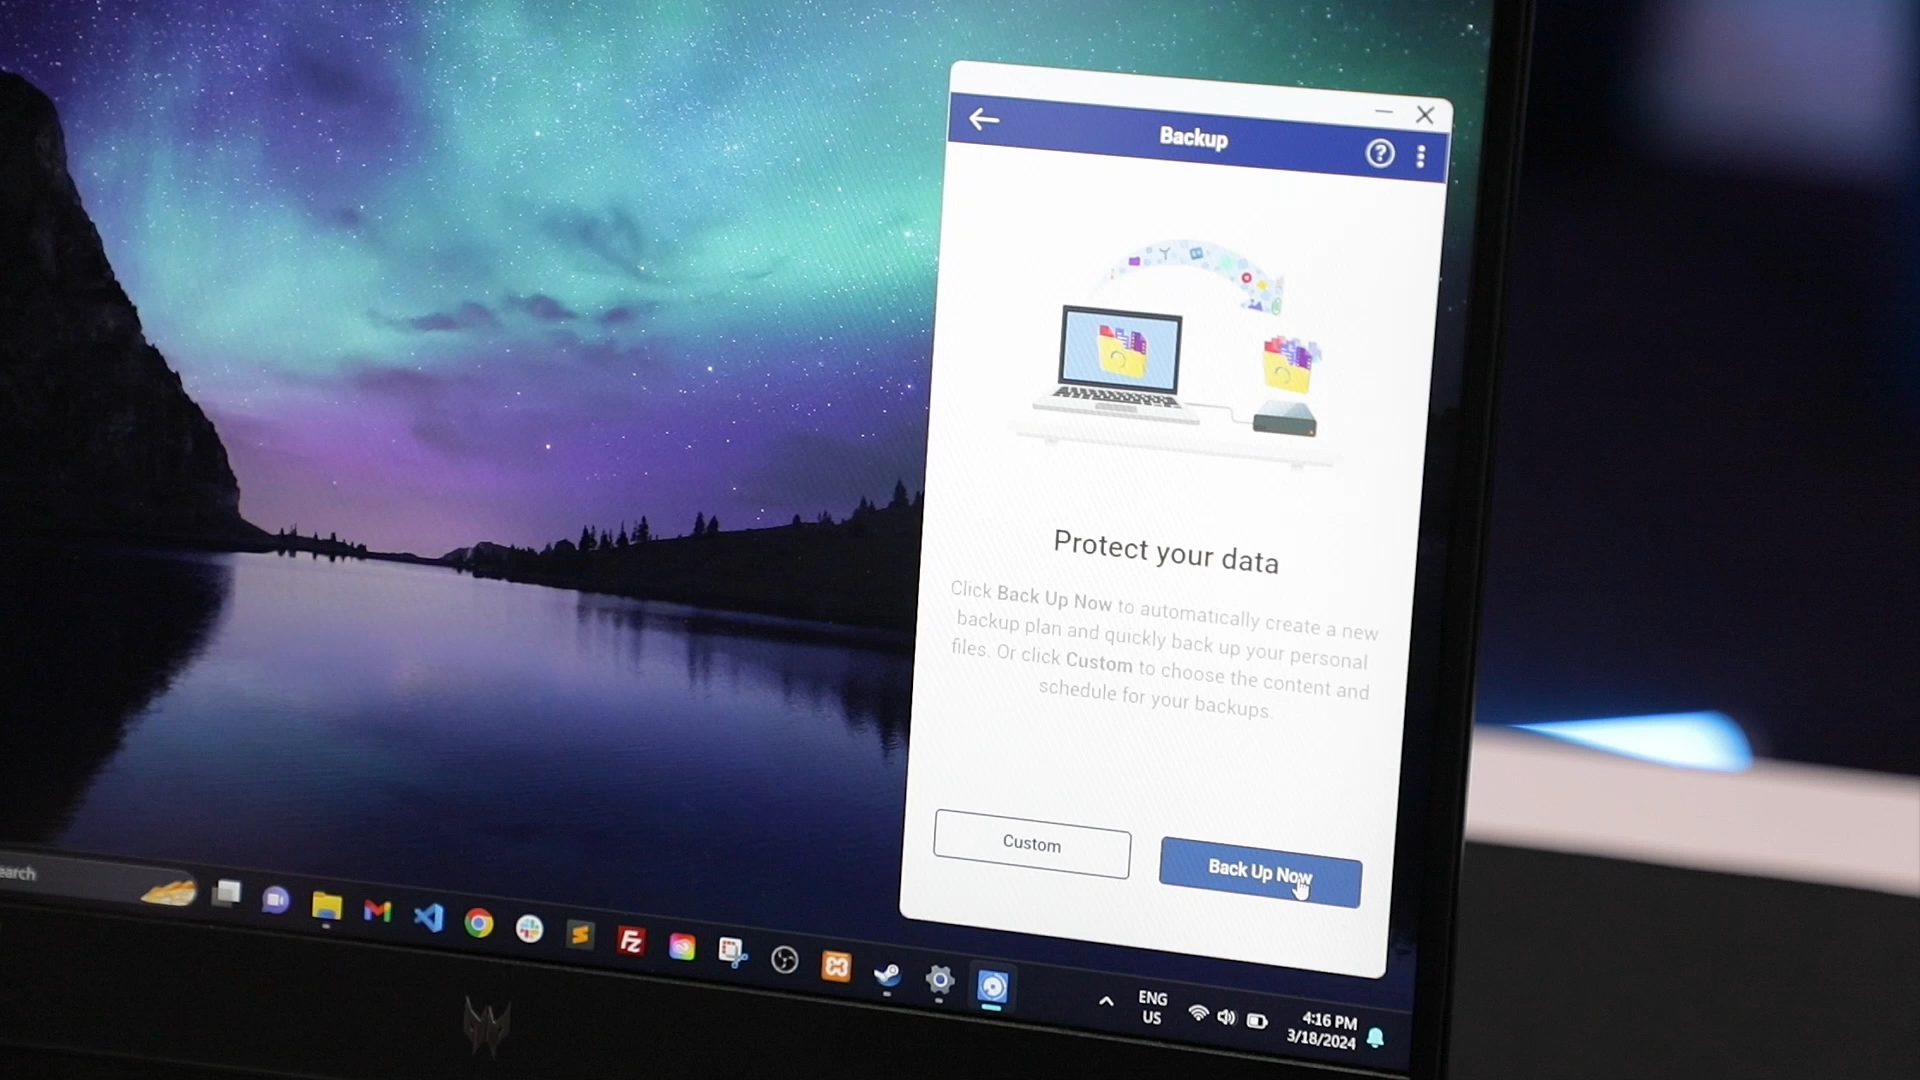 Backup
Protect your data
Click Back Up Now to automatically create a new
backup plan and quickly back up your personal
files. Or click Custom to choose the content and
schedule for your backups.
Custom
Back Up Now
earch
ENG
US
4:16 PM
3/18/2024